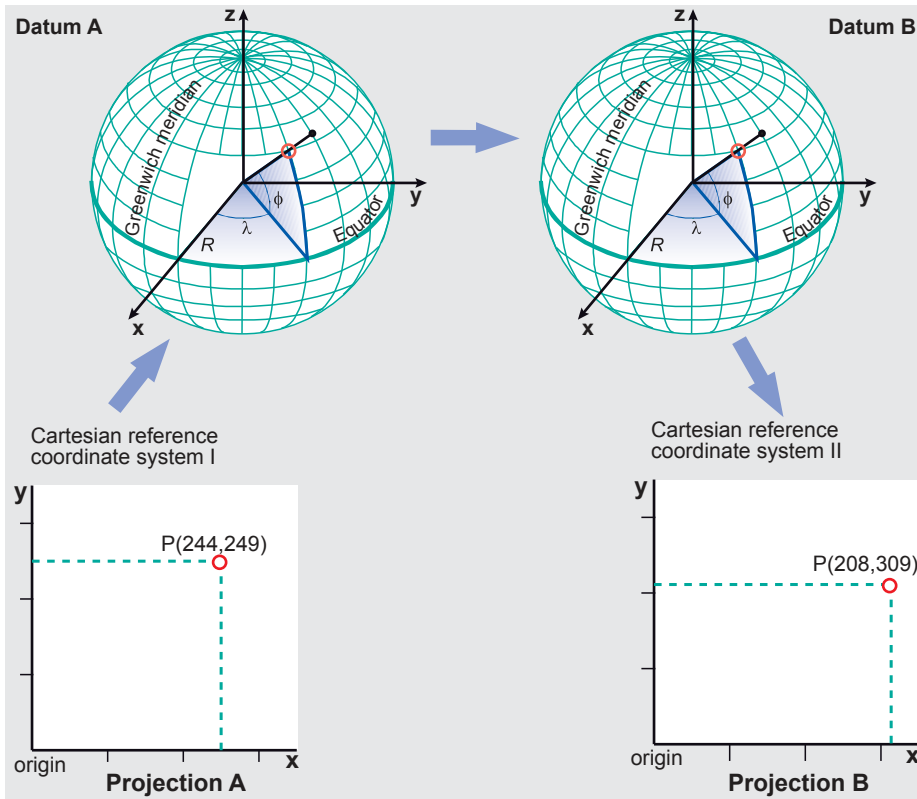 Datum A
z
Greenwich meridian
y
ϕ
λ
R
Equator
x
Datum B
z
Greenwich meridian
y
ϕ
λ
R
Equator
x
Cartesian reference
coordinate system I
y
P(244,249)
origin
x
Projection A
Cartesian reference
coordinate system II
y
P(208,309)
origin
x
Projection B